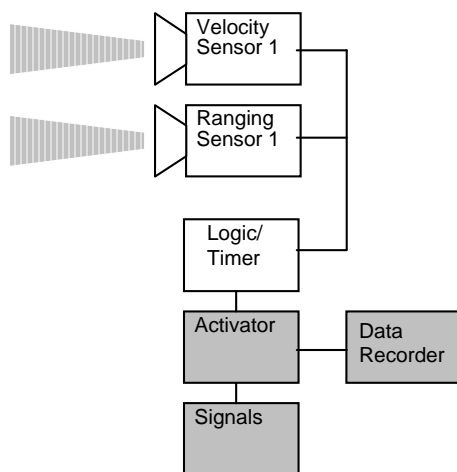 Velocity
Sensor 1
Ranging
Sensor 1
Logic/
Timer
Activator
Data
Recorder
Signals